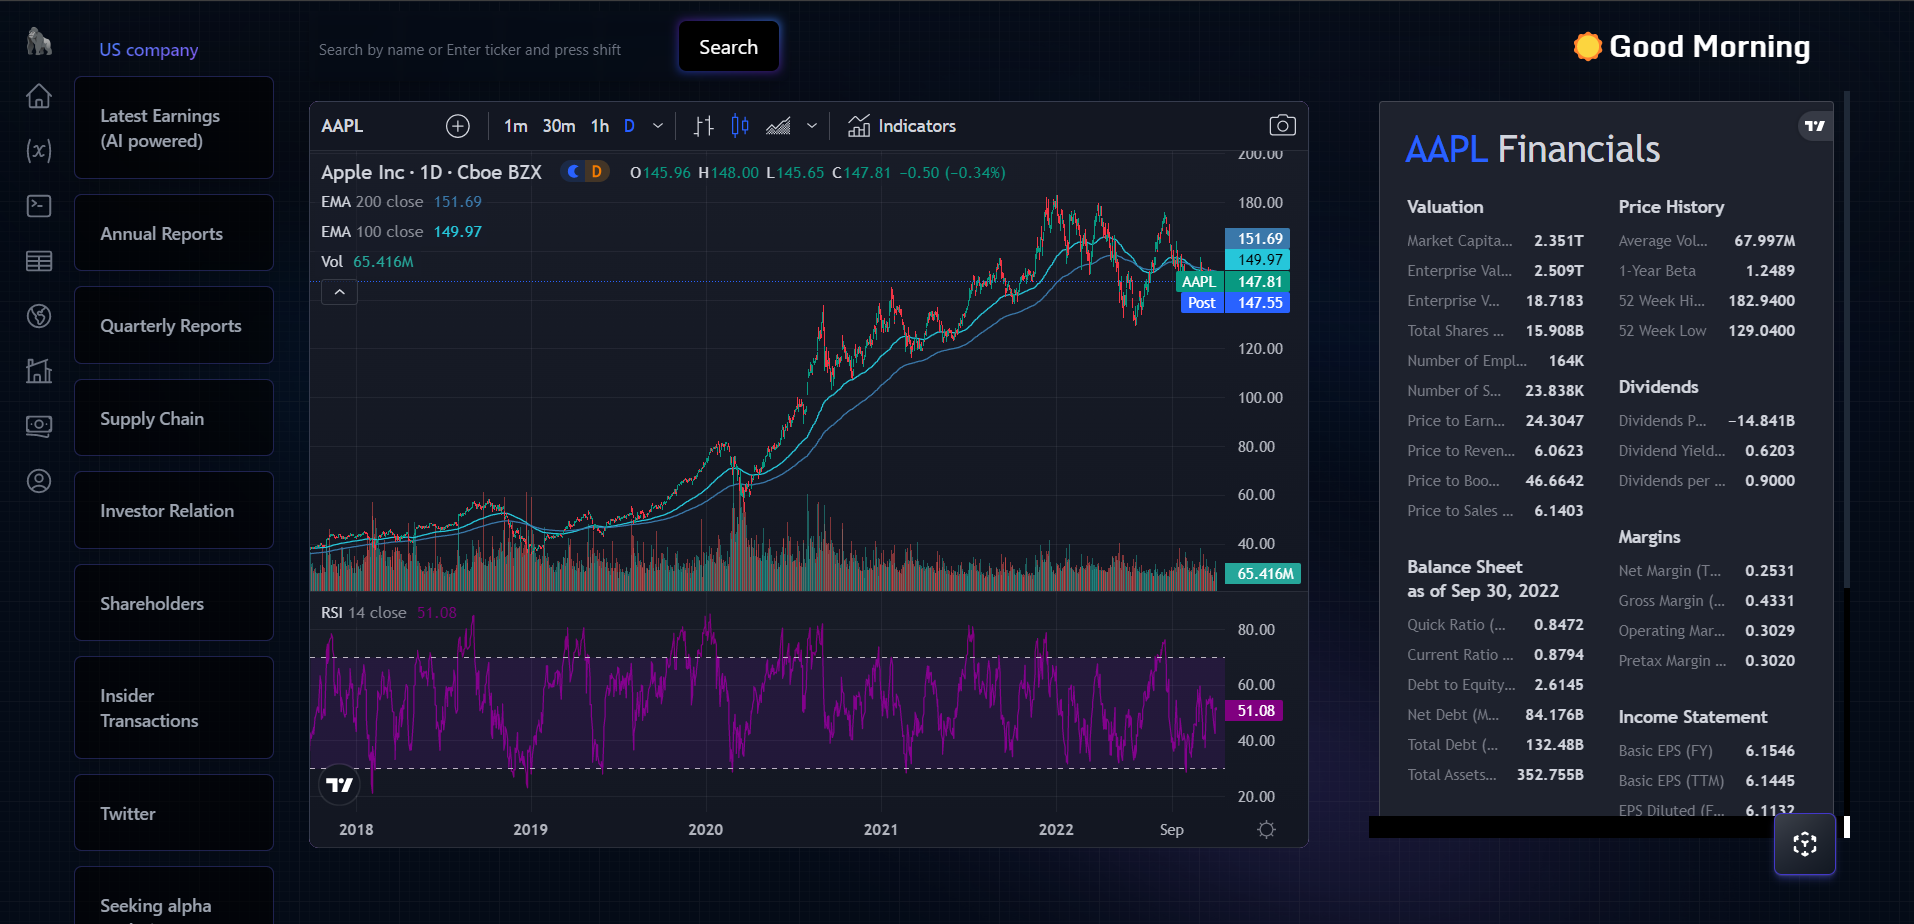 US company
Search by name or Enter ticker and press shift
Search
Good Morning
Latest Earnings
(AI powered)
Annual Reports
Quarterly Reports
Supply Chain
Investor Relation
Shareholders
Insider
Transactions
Twitter
Seeking alpha
AAPL
1m 30m 1h D
Indicators
Apple Inc · 1D · Cboe BZX D O145.96 H148.00 L145.65 C147.81 −0.50 (−0.34%)
EMA 200 close 151.69
EMA 100 close 149.97
Vol 65.416M
200.00
180.00
151.69
149.97
AAPL 147.81
Post 147.55
120.00
100.00
80.00
60.00
40.00
65.416M
RSI 14 close 51.08
80.00
60.00
51.08
40.00
20.00
2018 2019 2020 2021 2022 Sep
AAPL Financials
Valuation
Market Capita... 2.351T
Enterprise Val... 2.509T
Enterprise V... 18.7183
Total Shares ... 15.908B
Number of Empl... 164K
Number of S... 23.838K
Price to Earn... 24.3047
Price to Reven... 6.0623
Price to Boo... 46.6642
Price to Sales ... 6.1403
Balance Sheet
as of Sep 30, 2022
Quick Ratio (... 0.8472
Current Ratio ... 0.8794
Debt to Equity... 2.6145
Net Debt (M... 84.176B
Total Debt (... 132.48B
Total Assets... 352.755B
Price History
Average Vol... 67.997M
1-Year Beta 1.2489
52 Week Hi... 182.9400
52 Week Low 129.0400
Dividends
Dividends P... −14.841B
Dividend Yield... 0.6203
Dividends per ... 0.9000
Margins
Net Margin (T... 0.2531
Gross Margin (... 0.4331
Operating Mar... 0.3029
Pretax Margin ... 0.3020
Income Statement
Basic EPS (FY) 6.1546
Basic EPS (TTM) 6.1445
EPS Diluted (F... 6.1132